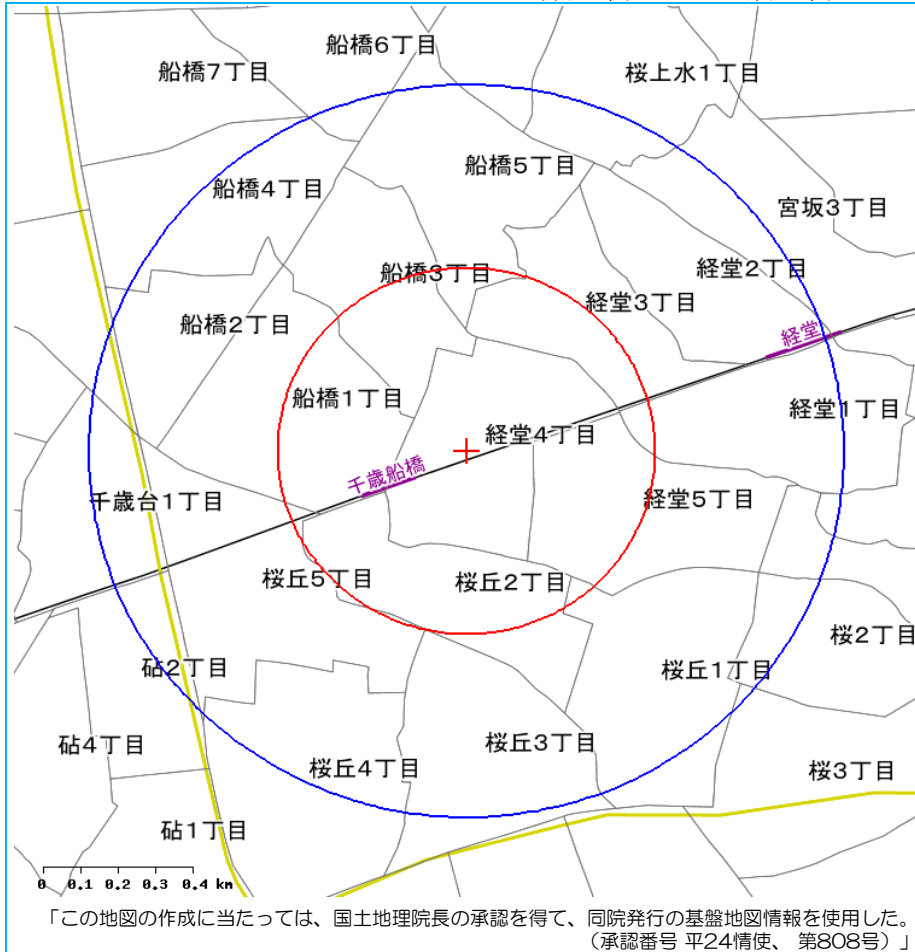 船橋6丁目
船橋7丁目
桜上水1丁目
船橋5丁目
船橋4丁目
宮坂3丁目
船橋3丁目
経堂2丁目
経堂3丁目
船橋2丁目
経堂
船橋1丁目
経堂1丁目
経堂4丁目
千歳船橋
千歳台1丁目
経堂5丁目
桜丘5丁目
桜丘2丁目
桜2丁目
砧2丁目
桜丘1丁目
砧4丁目
桜丘3丁目
桜丘4丁目
桜3丁目
砧1丁目
0 0.1 0.2 0.3 0.4 km
「この地図の作成に当たっては、国土地理院長の承認を得て、同院発行の基盤地図情報を使用した。
（承認番号 平24情使、 第808号）」